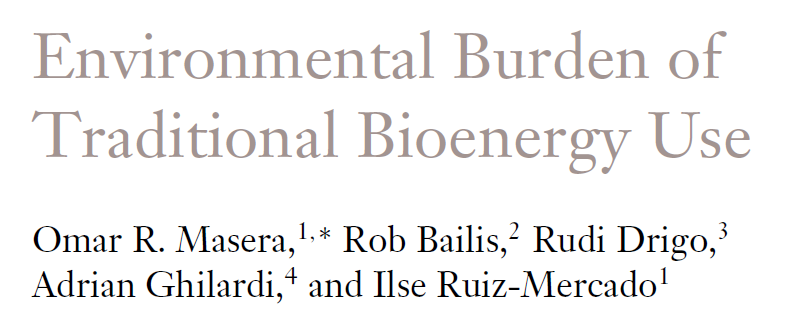 Environmental Burden of
Traditional Bioenergy Use
Omar R. Masera,¹,* Rob Bailis,² Rudi Drigo,³
Adrian Ghilardi,⁴ and Ilse Ruiz-Mercado¹